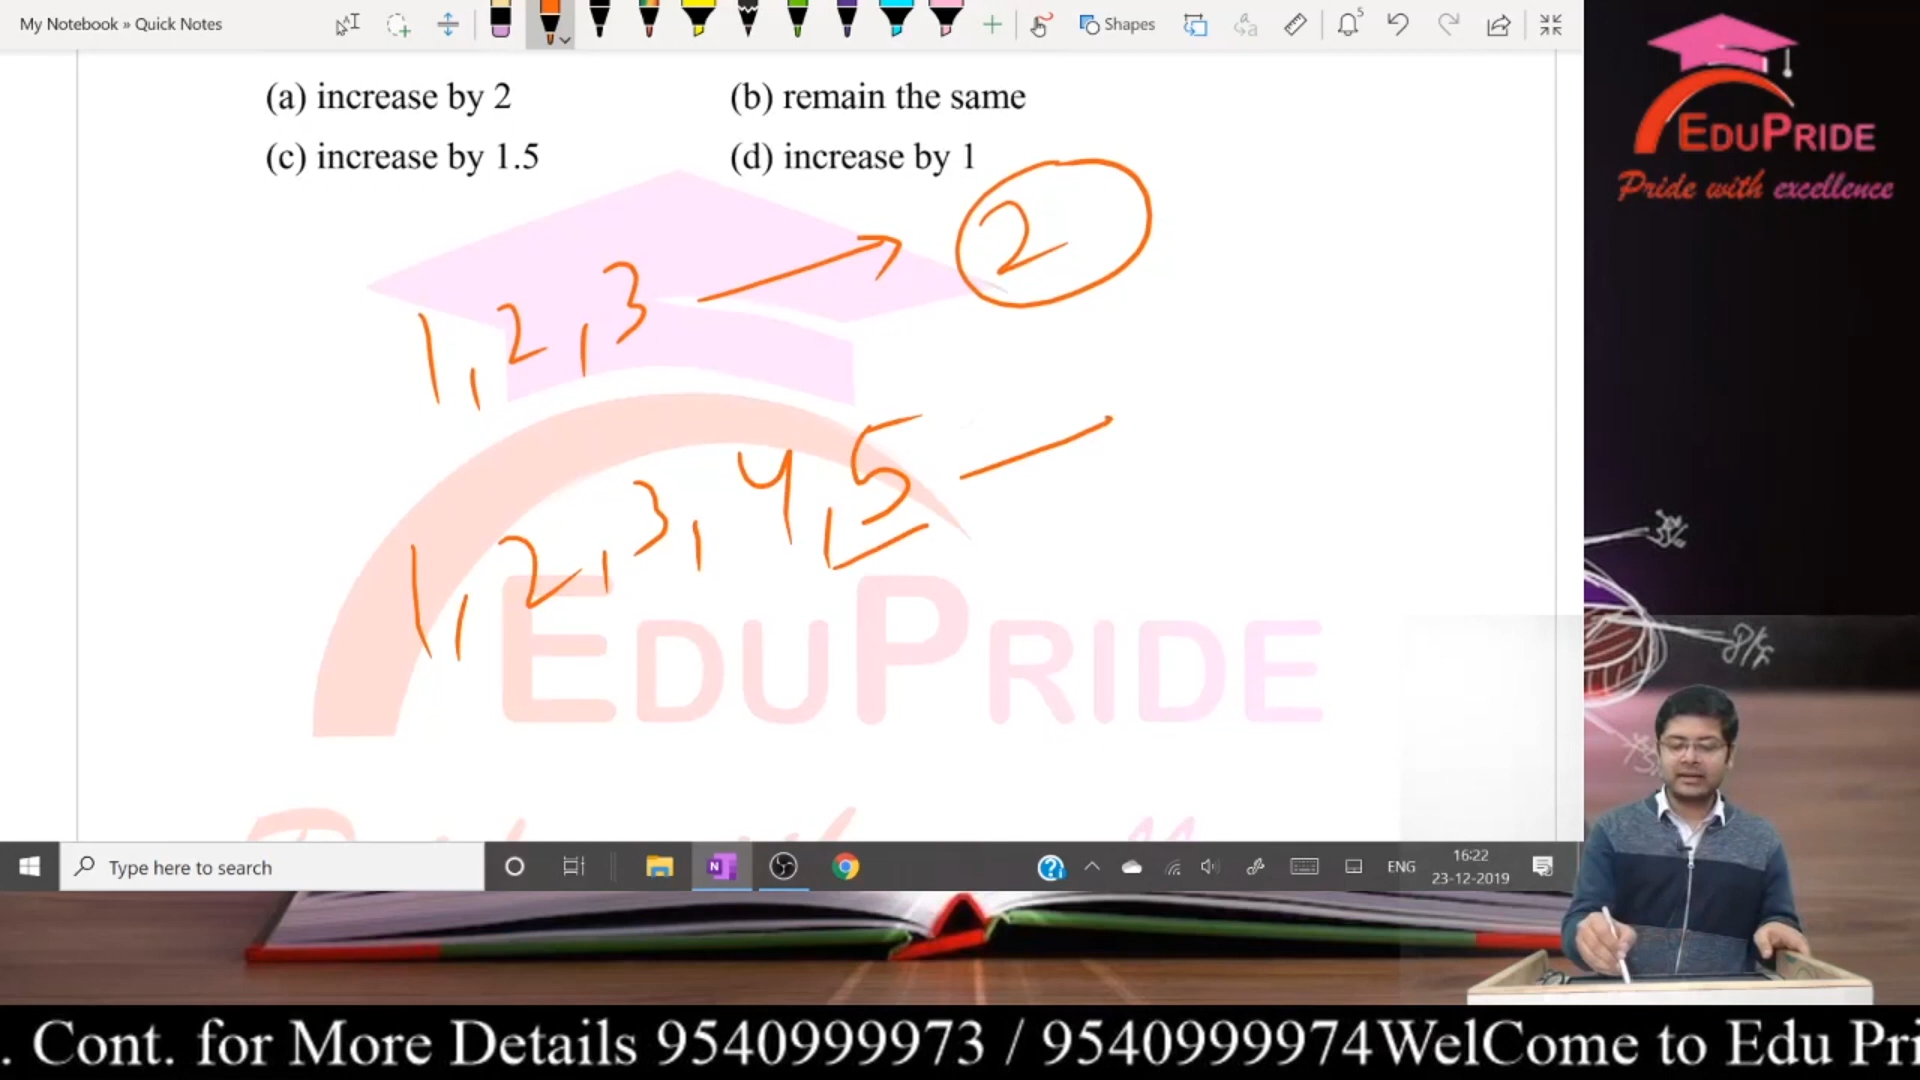 My Notebook » Quick Notes
Shapes
5
(a) increase by 2
(b) remain the same
(c) increase by 1.5
(d) increase by 1
EDUPRIDE
Pride with excellence
2
1, 2, 3
1, 2, 3, 4, 5
EDUPRIDE
Type here to search
ENG
16:22
23-12-2019
. Cont. for More Details 9540999973 / 9540999974WelCome to Edu Pri